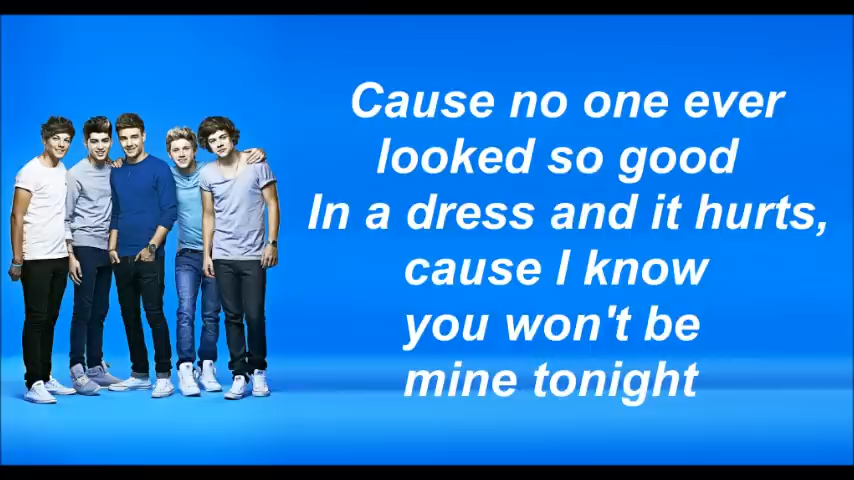 Cause no one ever
looked so good
In a dress and it hurts,
cause I know
you won't be
mine tonight